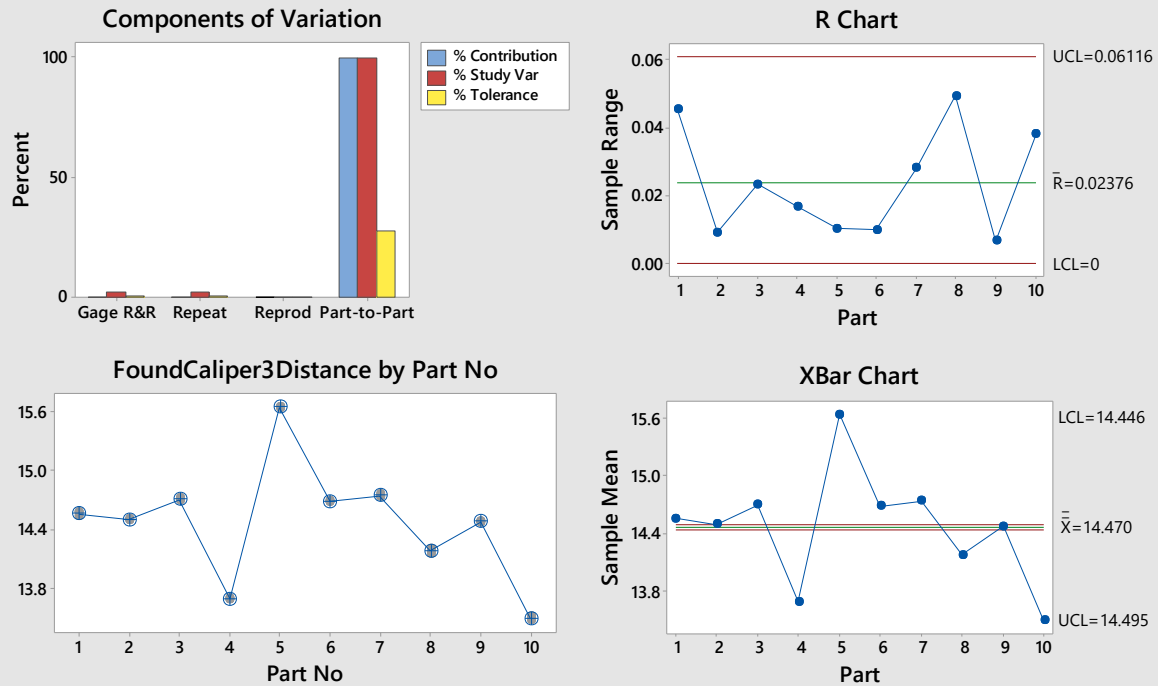 Components of Variation
100
50
0
Percent
% Contribution
% Study Var
% Tolerance
Gage R&R Repeat Reprod Part-to-Part
R Chart
0.06
0.04
0.02
0.00
Sample Range
UCL=0.06116
R̄=0.02376
LCL=0
1 2 3 4 5 6 7 8 9 10
Part
FoundCaliper3Distance by Part No
15.6
15.0
14.4
13.8
1 2 3 4 5 6 7 8 9 10
Part No
XBar Chart
15.6
15.0
14.4
13.8
Sample Mean
LCL=14.446
X̿=14.470
UCL=14.495
1 2 3 4 5 6 7 8 9 10
Part